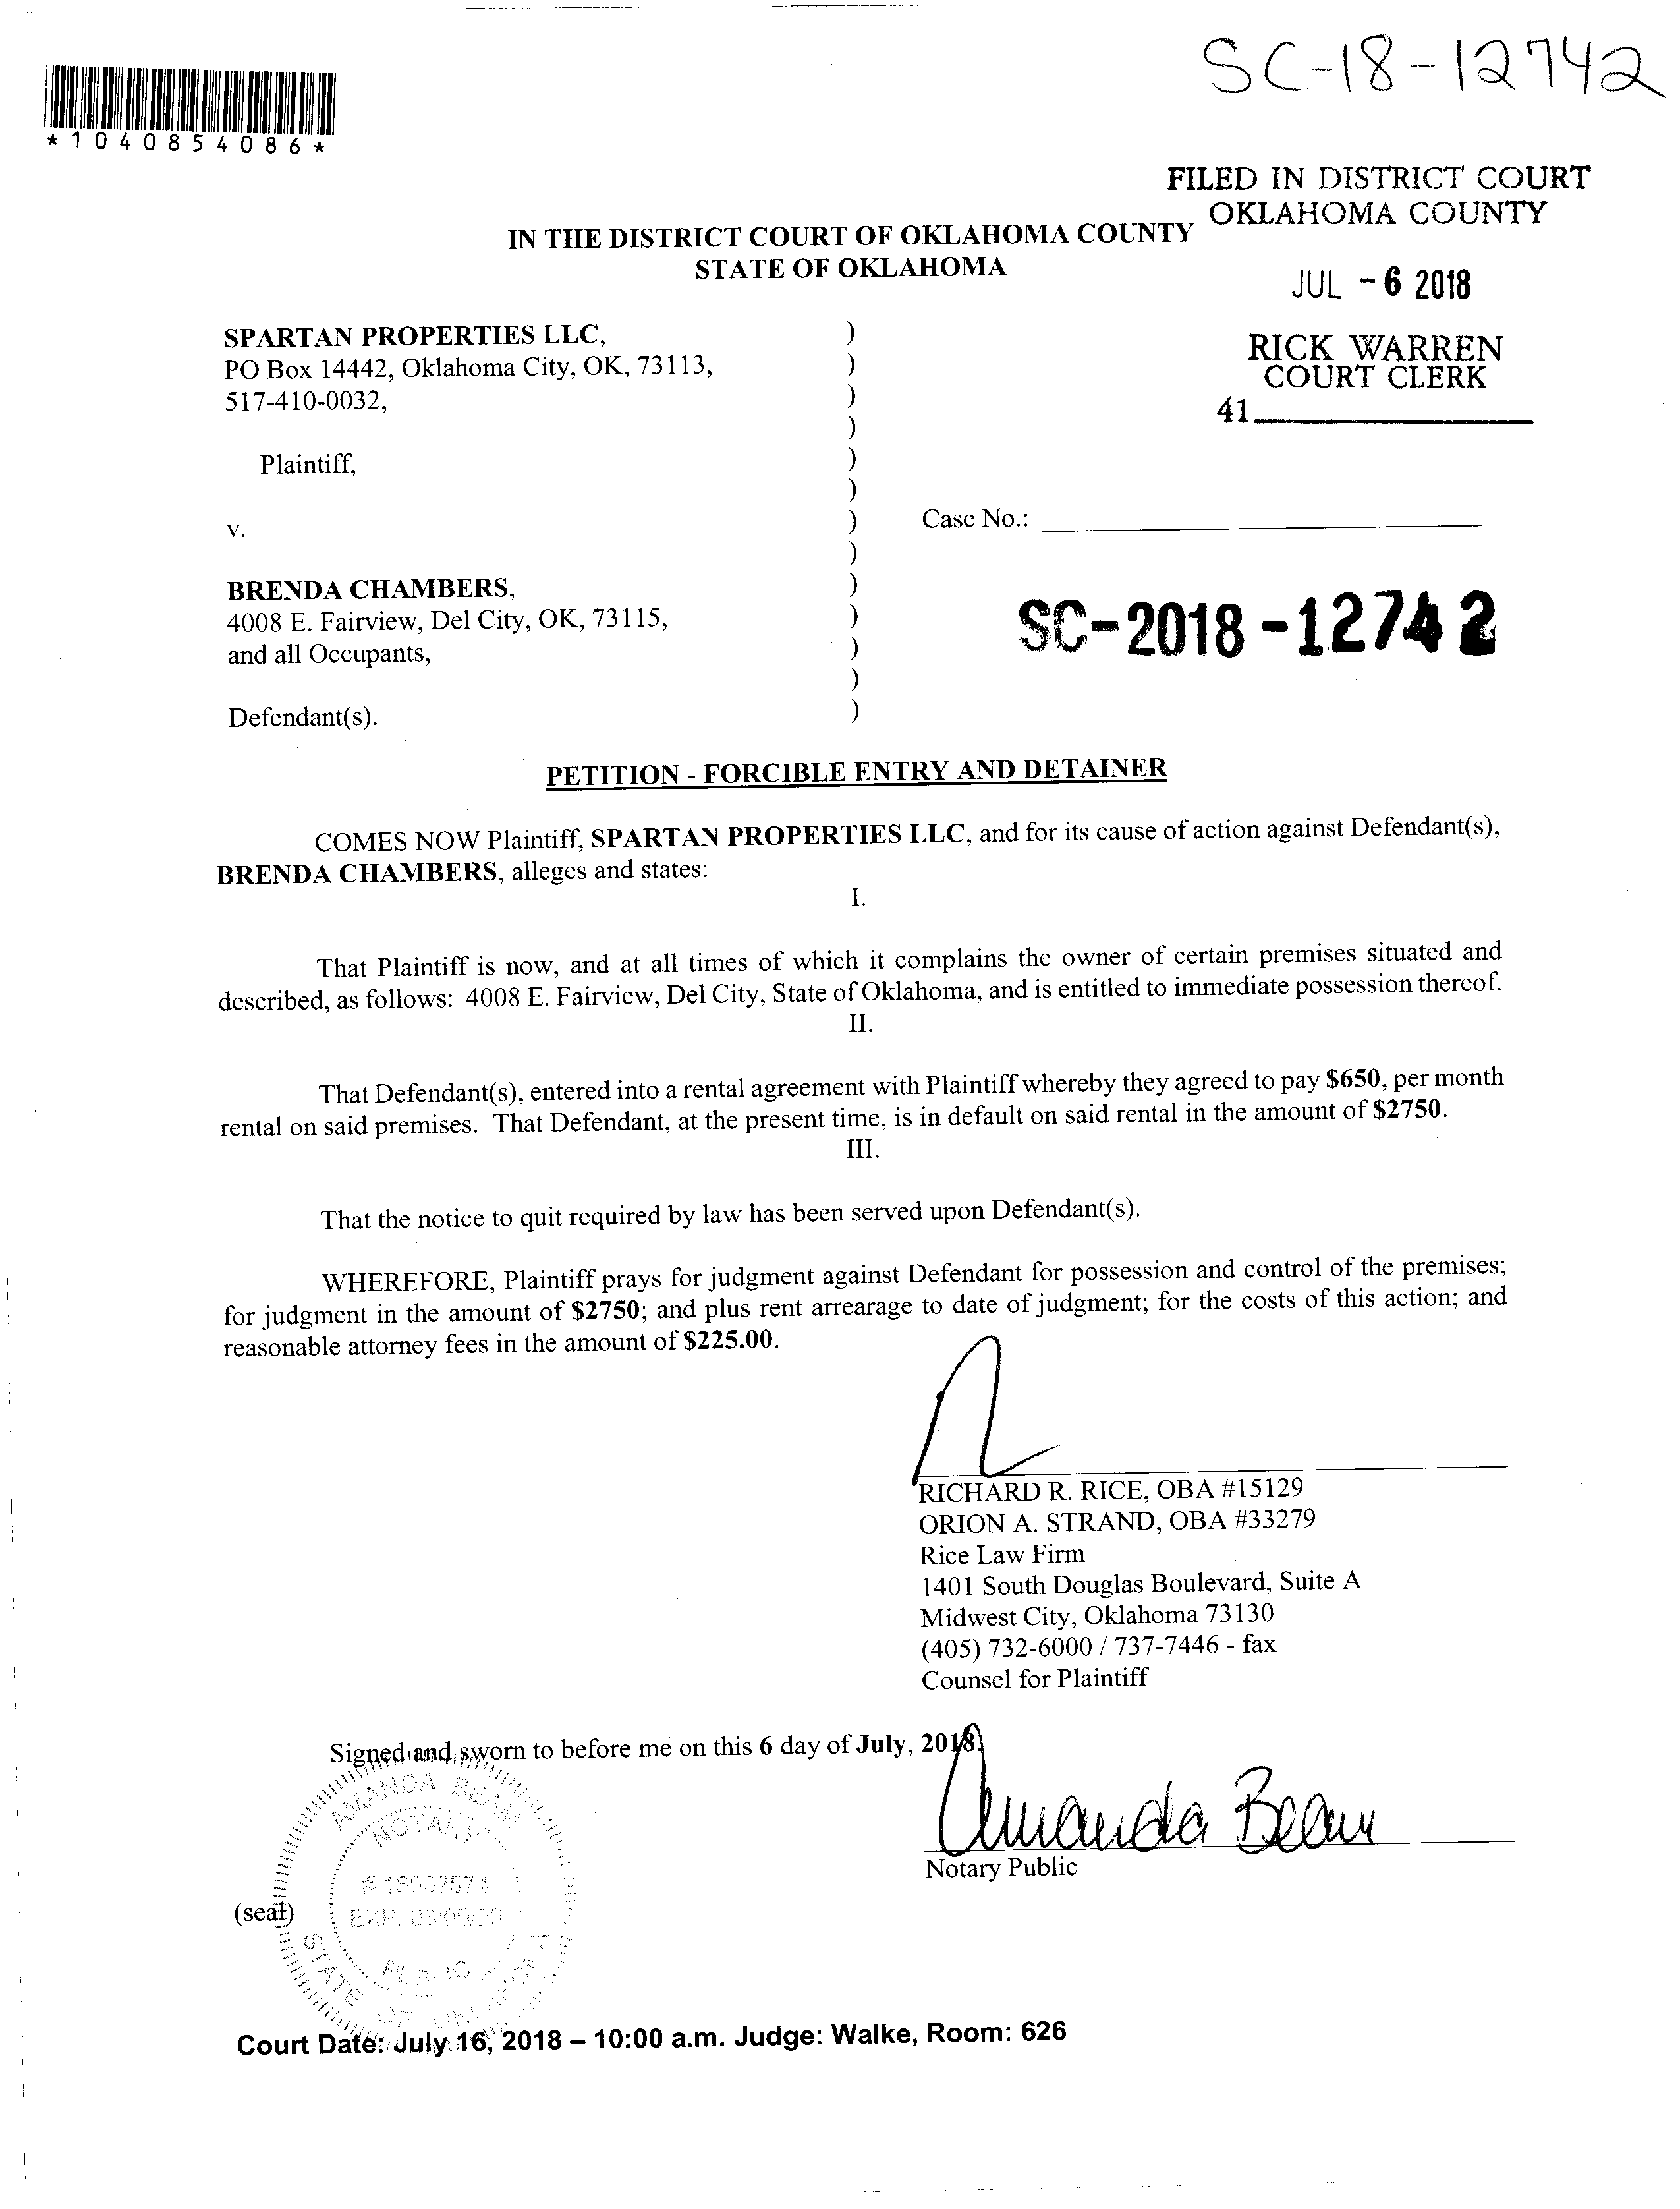 SC-18-12742
*1040854086*
FILED IN DISTRICT COURT
OKLAHOMA COUNTY
IN THE DISTRICT COURT OF OKLAHOMA COUNTY
STATE OF OKLAHOMA
JUL - 6 2018
RICK WARREN
COURT CLERK
41
SPARTAN PROPERTIES LLC, )
PO Box 14442, Oklahoma City, OK, 73113, )
517-410-0032, )
)
Plaintiff, )
)
v. ) Case No.:
)
BRENDA CHAMBERS, )
4008 E. Fairview, Del City, OK, 73115, )
and all Occupants, )
)
Defendant(s). )
SC-2018-12742
PETITION - FORCIBLE ENTRY AND DETAINER
COMES NOW Plaintiff, SPARTAN PROPERTIES LLC, and for its cause of action against Defendant(s),
BRENDA CHAMBERS, alleges and states:
I.
That Plaintiff is now, and at all times of which it complains the owner of certain premises situated and
described, as follows: 4008 E. Fairview, Del City, State of Oklahoma, and is entitled to immediate possession thereof.
II.
That Defendant(s), entered into a rental agreement with Plaintiff whereby they agreed to pay $650, per month
rental on said premises. That Defendant, at the present time, is in default on said rental in the amount of $2750.
III.
That the notice to quit required by law has been served upon Defendant(s).
WHEREFORE, Plaintiff prays for judgment against Defendant for possession and control of the premises;
for judgment in the amount of $2750; and plus rent arrearage to date of judgment; for the costs of this action; and
reasonable attorney fees in the amount of $225.00.
RICHARD R. RICE, OBA #15129
ORION A. STRAND, OBA #33279
Rice Law Firm
1401 South Douglas Boulevard, Suite A
Midwest City, Oklahoma 73130
(405) 732-6000 / 737-7446 - fax
Counsel for Plaintiff
Signed and sworn to before me on this 6 day of July, 2018.
Amanda Beam
Notary Public
AMANDA BEAM
NOTARY
EXP.
PUBLIC
STATE OF OKLAHOMA
(seal)
Court Date: July 16, 2018 – 10:00 a.m. Judge: Walke, Room: 626